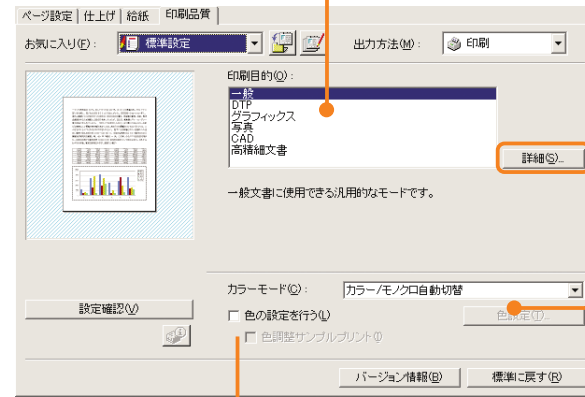 ページ設定 仕上げ 給紙 印刷品質
お気に入り(F): 標準設定 出力方法(M): 印刷
印刷目的(O):
一般
DTP
グラフィックス
写真
CAD
高精細文書
詳細(S)...
一般文書に使用できる汎用的なモードです。
カラーモード(C): カラー/モノクロ自動切替
設定確認(V) 色の設定を行う(L) 色設定(T)...
色調整サンプルプリント(I)
バージョン情報(B) 標準に戻す(R)